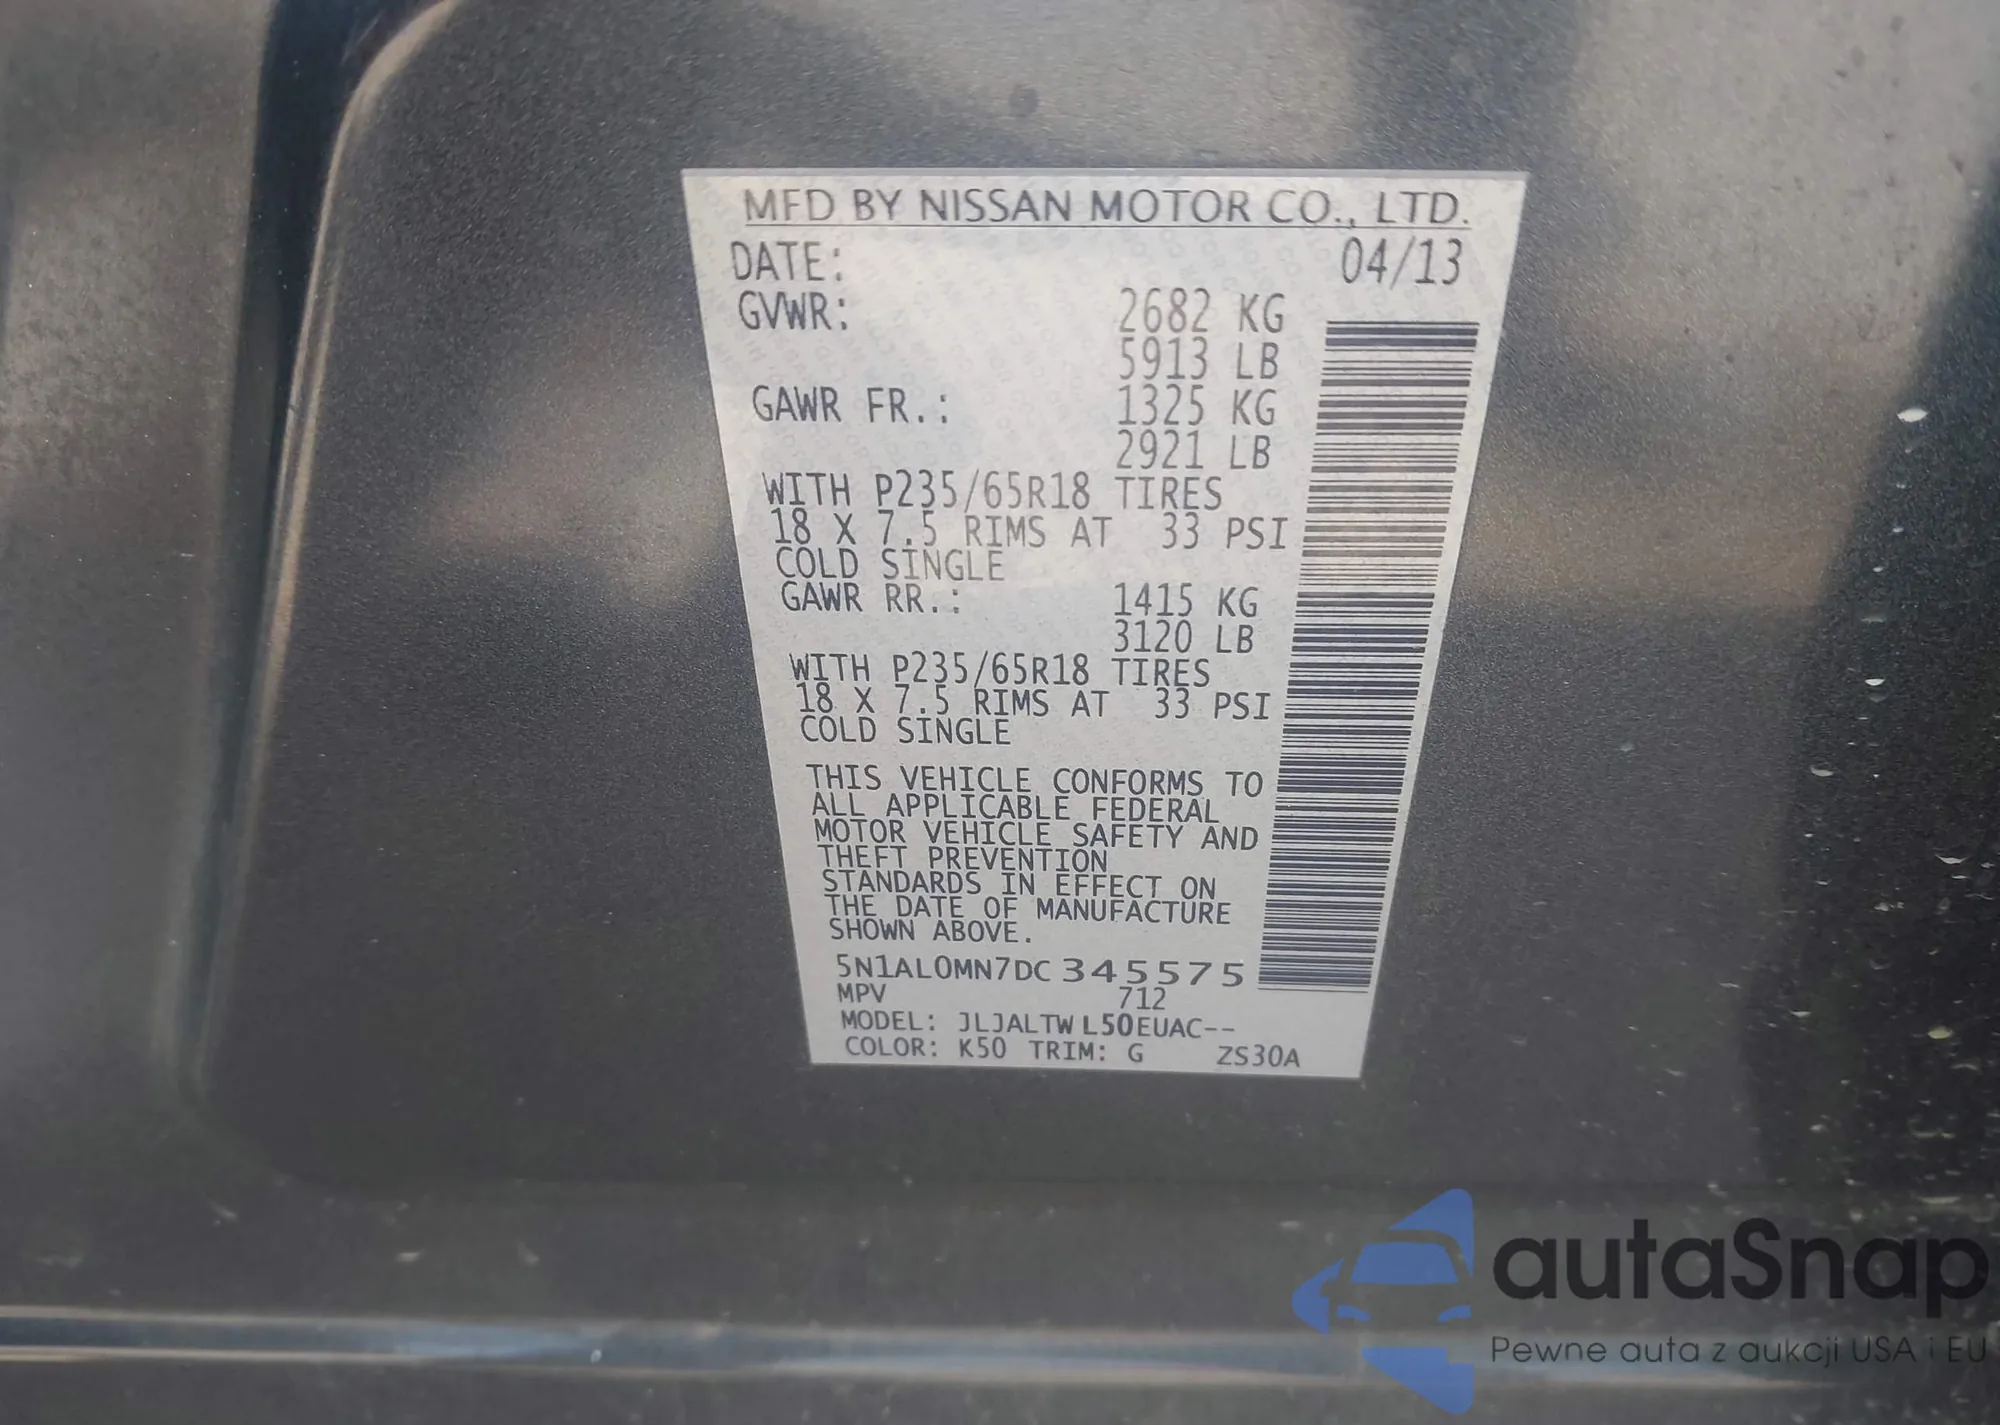 MFD BY NISSAN MOTOR CO., LTD.
DATE: 04/13
GVWR: 2682 KG
5913 LB
GAWR FR.: 1325 KG
2921 LB
WITH P235/65R18 TIRES
18 X 7.5 RIMS AT 33 PSI
COLD SINGLE
GAWR RR.: 1415 KG
3120 LB
WITH P235/65R18 TIRES
18 X 7.5 RIMS AT 33 PSI
COLD SINGLE
THIS VEHICLE CONFORMS TO
ALL APPLICABLE FEDERAL
MOTOR VEHICLE SAFETY AND
THEFT PREVENTION
STANDARDS IN EFFECT ON
THE DATE OF MANUFACTURE
SHOWN ABOVE.
5N1AL0MN7DC345575
MPV 712
MODEL: JLJALTWL50EUAC--
COLOR: K50 TRIM: G ZS30A
autaSnap
Pewne auta z aukcji USA i EU